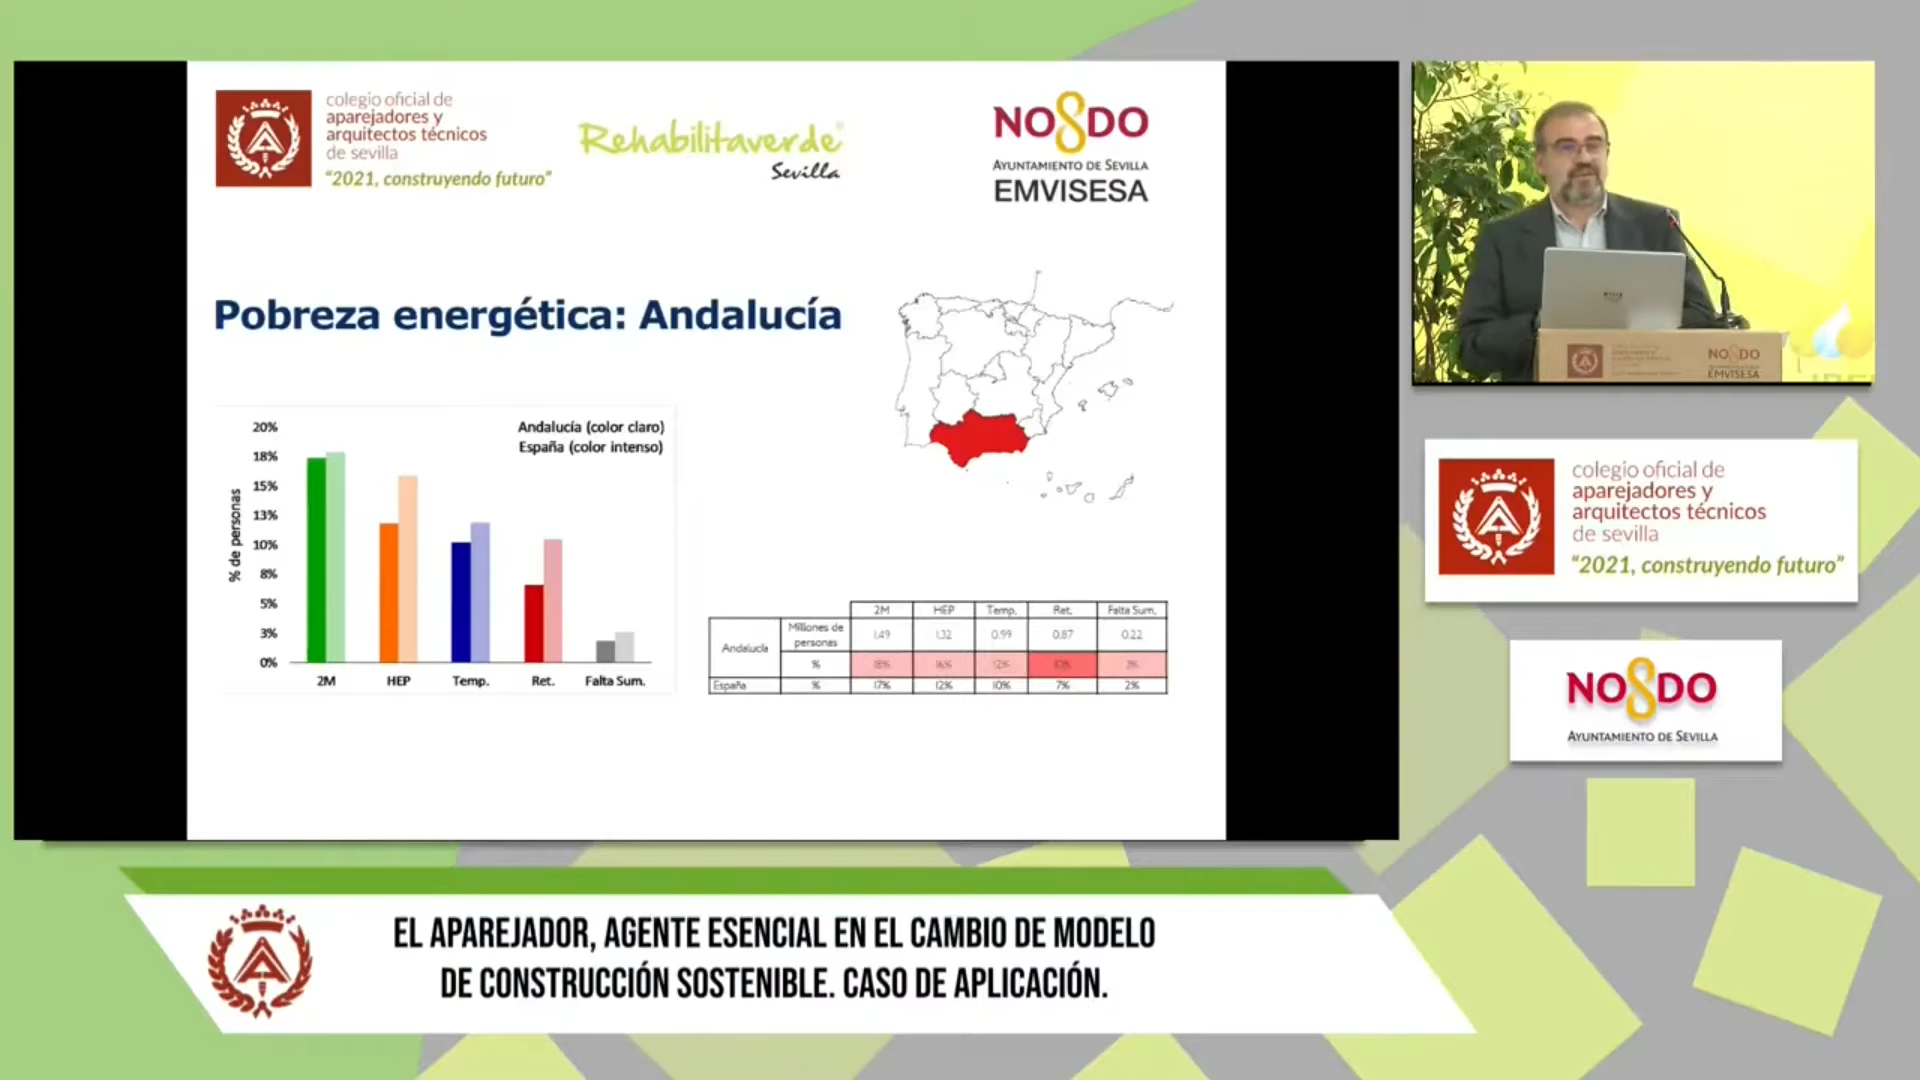 colegio oficial de
aparejadores y
arquitectos técnicos
de sevilla
"2021, construyendo futuro"
Rehabilitaverde
Sevilla
NO8DO
AYUNTAMIENTO DE SEVILLA
EMVISESA
Pobreza energética: Andalucía
Andalucía (color claro)
España (color intenso)
% de personas
20%
18%
15%
13%
10%
8%
5%
3%
0%
2M HEP Temp. Ret. Falta Sum.
2M HEP Temp. Ret. Falta Sum.
Andalucía Millones de personas 1.49 1.32 0.99 0.87 0.22
% 18% 16% 12% 10% 3%
España % 17% 12% 10% 7% 2%
NO8DO
EMVISESA
colegio oficial de
aparejadores y
arquitectos técnicos
de sevilla
"2021, construyendo futuro"
NO8DO
AYUNTAMIENTO DE SEVILLA
EL APAREJADOR, AGENTE ESENCIAL EN EL CAMBIO DE MODELO
DE CONSTRUCCIÓN SOSTENIBLE. CASO DE APLICACIÓN.